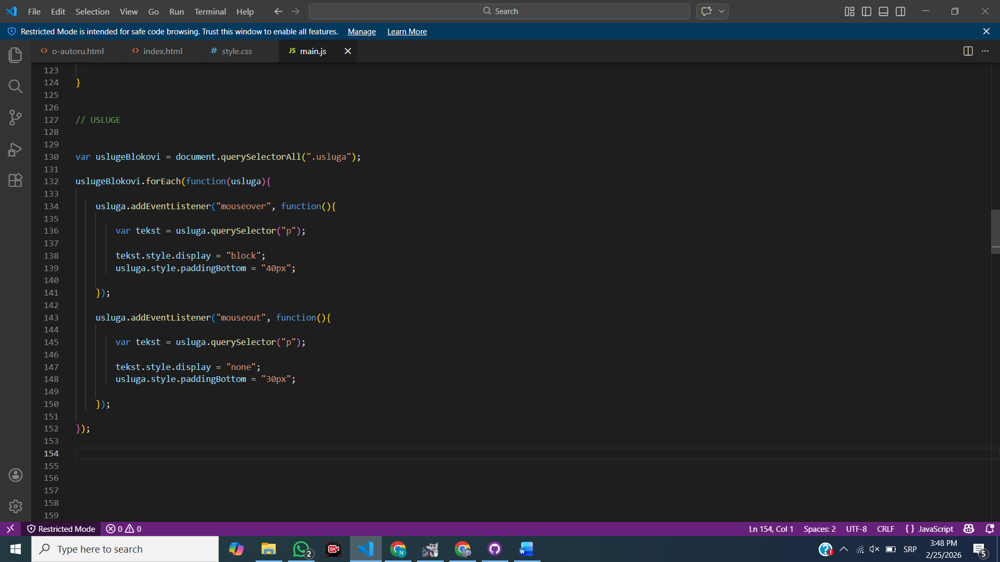 File Edit Selection View Go Run Terminal Help Search
Restricted Mode is intended for safe code browsing. Trust this window to enable all features. Manage Learn More
o-autoru.html index.html # style.css JS main.js
123
124 }
125
126
127 // USLUGE
128
129
130 var uslugeBlokovi = document.querySelectorAll(".usluga");
131
132 uslugeBlokovi.forEach(function(usluga){
133
134 usluga.addEventListener("mouseover", function(){
135
136 var tekst = usluga.querySelector("p");
137
138 tekst.style.display = "block";
139 usluga.style.paddingBottom = "40px";
140
141 });
142
143 usluga.addEventListener("mouseout", function(){
144
145 var tekst = usluga.querySelector("p");
146
147 tekst.style.display = "none";
148 usluga.style.paddingBottom = "30px";
149
150 });
151
152 });
153
154
155
156
157
158
159
Restricted Mode 0 0 Ln 154, Col 1 Spaces: 2 UTF-8 CRLF {} JavaScript
Type here to search 2 N W SRP 3:48 PM 5
2/25/2026